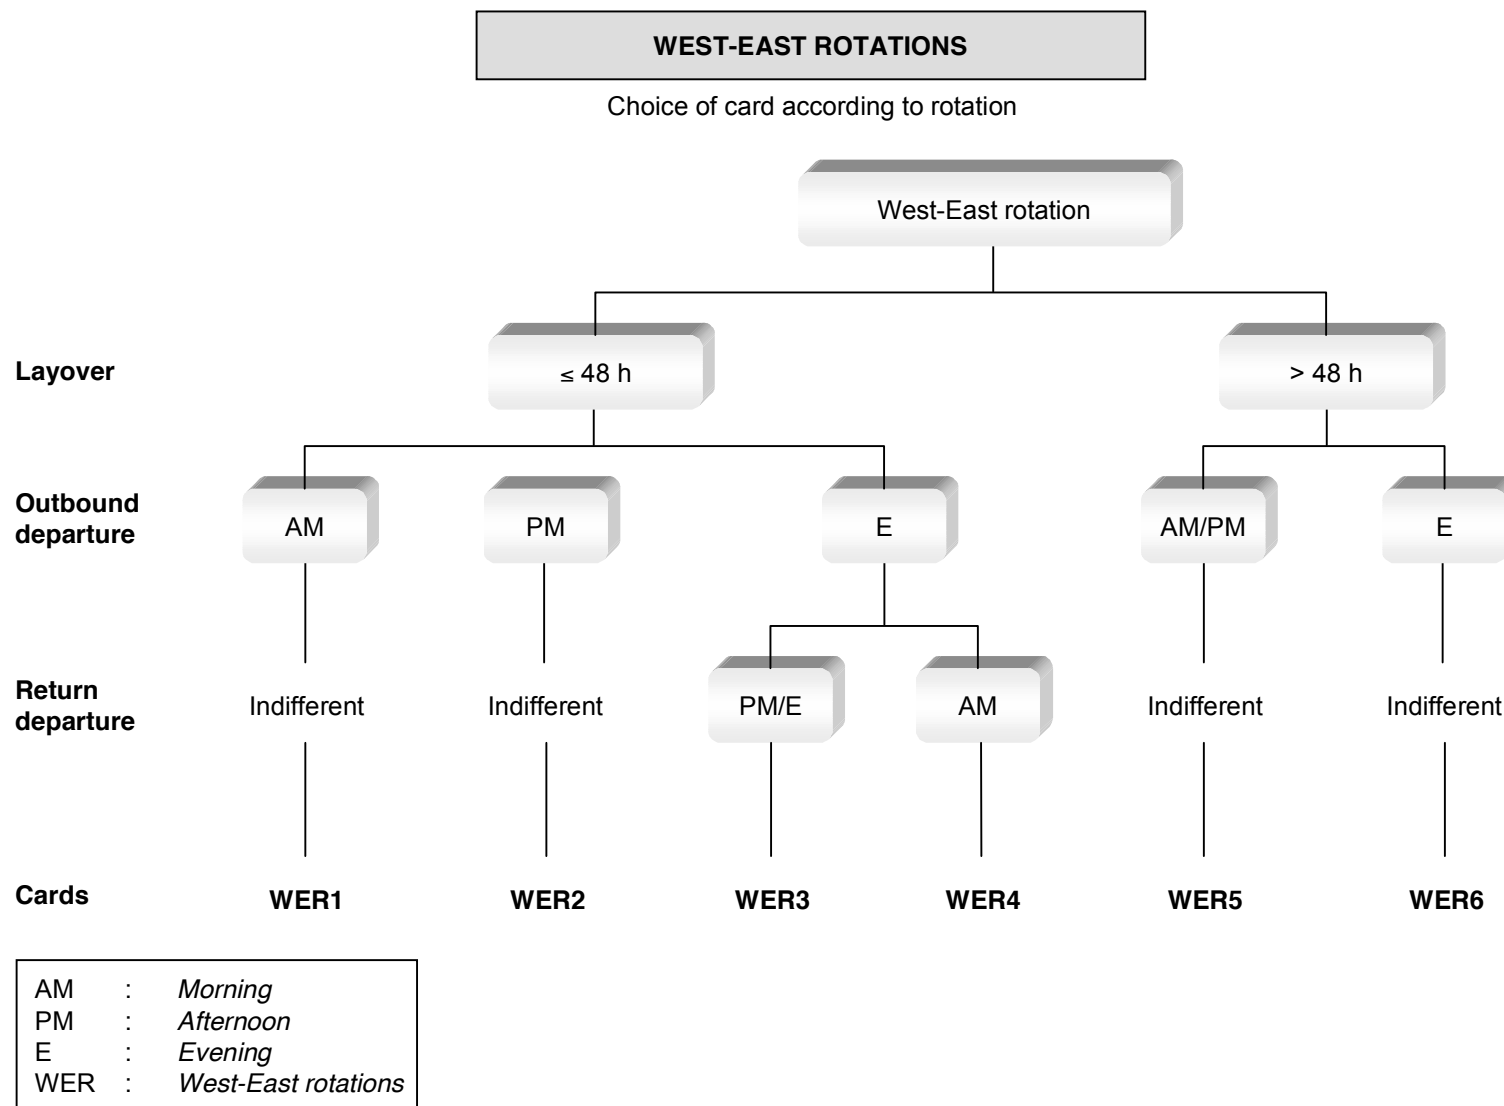 WEST-EAST ROTATIONS
Choice of card according to rotation
West-East rotation
Layover
≤ 48 h
> 48 h
Outbound
departure
AM
PM
E
AM/PM
E
Return
departure
Indifferent
Indifferent
PM/E
AM
Indifferent
Indifferent
Cards
WER1
WER2
WER3
WER4
WER5
WER6
AM : Morning
PM : Afternoon
E : Evening
WER : West-East rotations